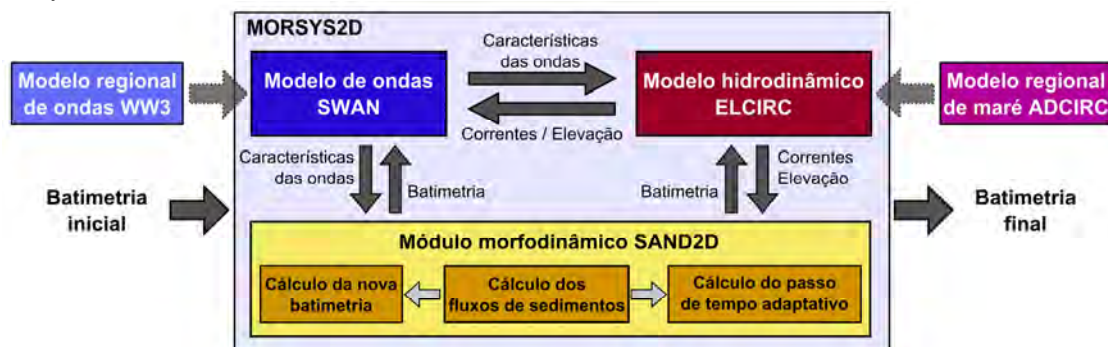 MORSYS2D
Modelo regional
de ondas WW3
Modelo de ondas
SWAN
Características
das ondas
Correntes / Elevação
Modelo hidrodinâmico
ELCIRC
Modelo regional
de maré ADCIRC
Características
das ondas
Batimetria
Batimetria
Correntes
Elevação
Batimetria
inicial
Batimetria
final
Módulo morfodinâmico SAND2D
Cálculo da nova
batimetria
Cálculo dos
fluxos de sedimentos
Cálculo do passo
de tempo adaptativo